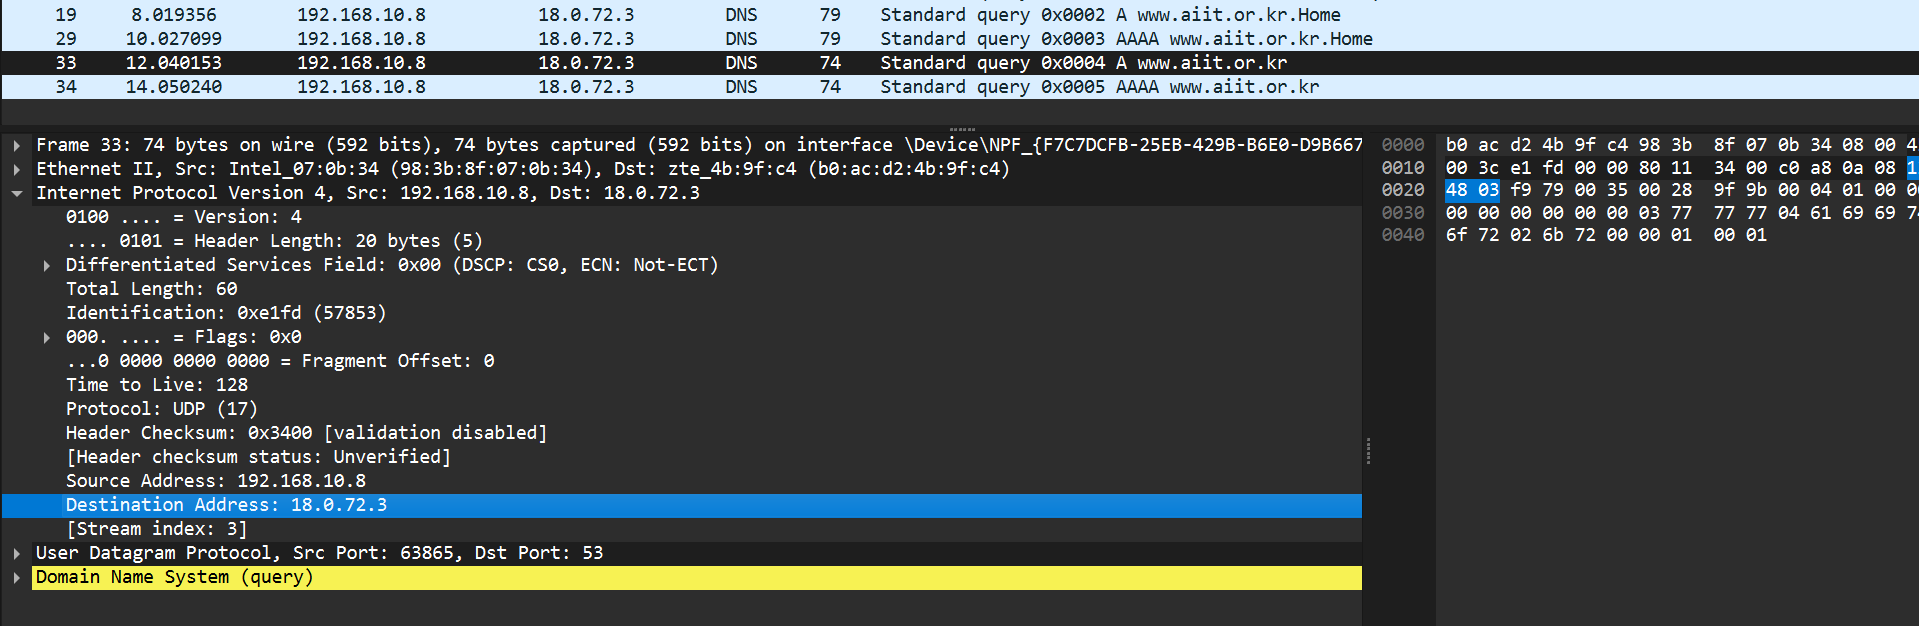 19 8.019356 192.168.10.8 18.0.72.3 DNS 79 Standard query 0x0002 A www.aiit.or.kr.Home
29 10.027099 192.168.10.8 18.0.72.3 DNS 79 Standard query 0x0003 AAAA www.aiit.or.kr.Home
33 12.040153 192.168.10.8 18.0.72.3 DNS 74 Standard query 0x0004 A www.aiit.or.kr
34 14.050240 192.168.10.8 18.0.72.3 DNS 74 Standard query 0x0005 AAAA www.aiit.or.kr
Frame 33: 74 bytes on wire (592 bits), 74 bytes captured (592 bits) on interface \Device\NPF_{F7C7DCFB-25EB-429B-B6E0-D9B667
Ethernet II, Src: Intel_07:0b:34 (98:3b:8f:07:0b:34), Dst: zte_4b:9f:c4 (b0:ac:d2:4b:9f:c4)
Internet Protocol Version 4, Src: 192.168.10.8, Dst: 18.0.72.3
0100 .... = Version: 4
.... 0101 = Header Length: 20 bytes (5)
Differentiated Services Field: 0x00 (DSCP: CS0, ECN: Not-ECT)
Total Length: 60
Identification: 0xe1fd (57853)
000. .... = Flags: 0x0
...0 0000 0000 0000 = Fragment Offset: 0
Time to Live: 128
Protocol: UDP (17)
Header Checksum: 0x3400 [validation disabled]
[Header checksum status: Unverified]
Source Address: 192.168.10.8
Destination Address: 18.0.72.3
[Stream index: 3]
User Datagram Protocol, Src Port: 63865, Dst Port: 53
Domain Name System (query)
0000 b0 ac d2 4b 9f c4 98 3b 8f 07 0b 34 08 00 4
0010 00 3c e1 fd 00 00 80 11 34 00 c0 a8 0a 08 1
0020 48 03 f9 79 00 35 00 28 9f 9b 00 04 01 00 00
0030 00 00 00 00 00 00 03 77 77 77 04 61 69 69 74
0040 6f 72 02 6b 72 00 00 01 00 01